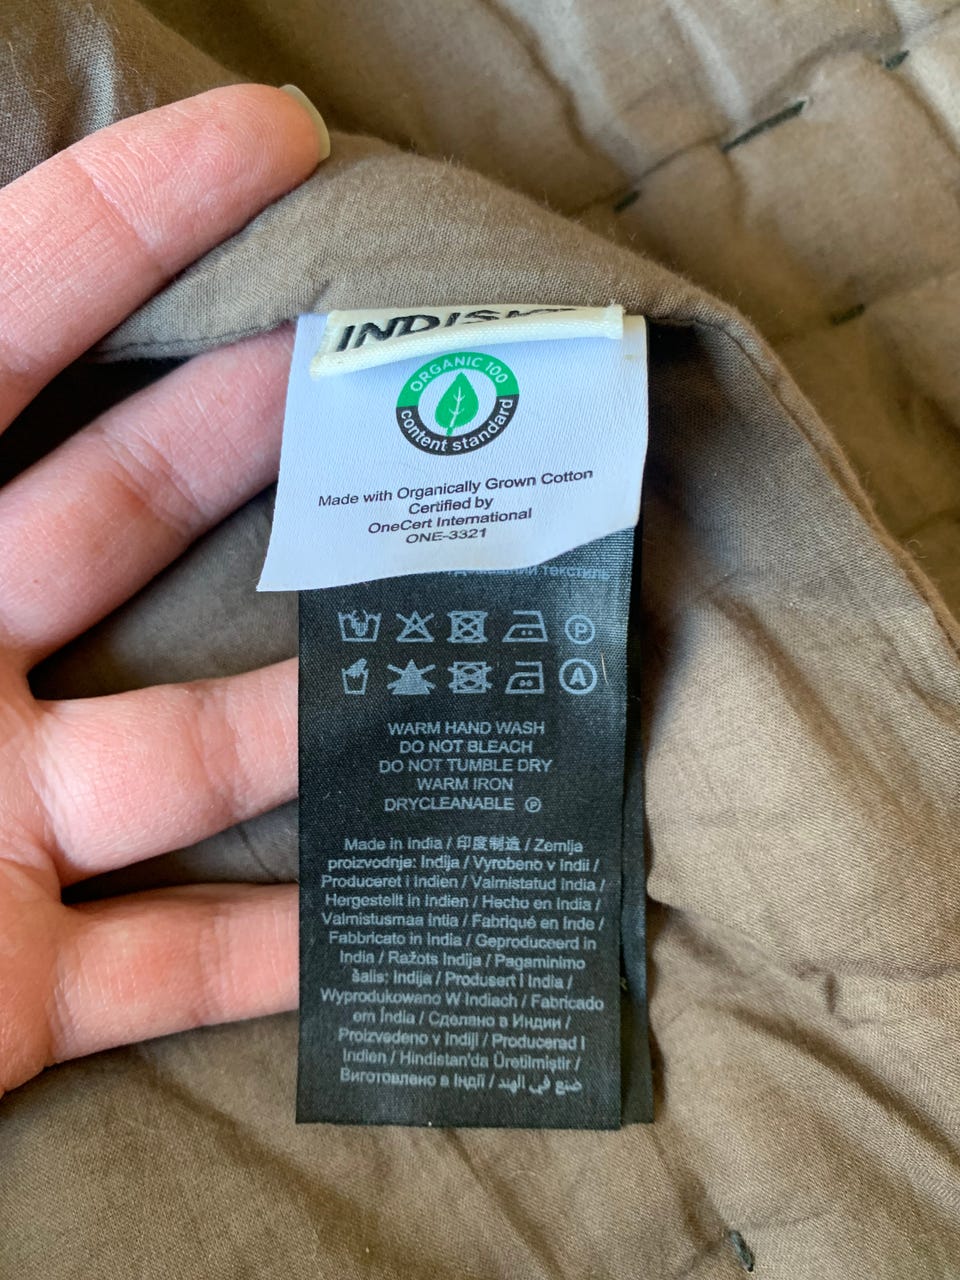 ORGANIC 100
content standard
Made with Organically Grown Cotton
Certified by
OneCert International
ONE-3321
P
A
WARM HAND WASH
DO NOT BLEACH
DO NOT TUMBLE DRY
WARM IRON
DRYCLEANABLE Ⓟ
Made in India / 印度制造 / Zemlja
proizvodnje: Indija / Vyrobeno v Indii /
Produceret i Indien / Valmistatud India /
Hergestellt in Indien / Hecho en India /
Valmistusmaa Intia / Fabriqué en Inde /
Fabbricato in India / Geproduceerd in
India / Ražots Indija / Pagaminimo
šalis: Indija / Produsert i India /
Wyprodukowano W Indiach / Fabricado
em Índia / Сделано в Индии /
Proizvedeno v Indiji / Producerad I
Indien / Hindistan'da Üretilmiştir /
Виготовлено в Індії / صنع في الهند